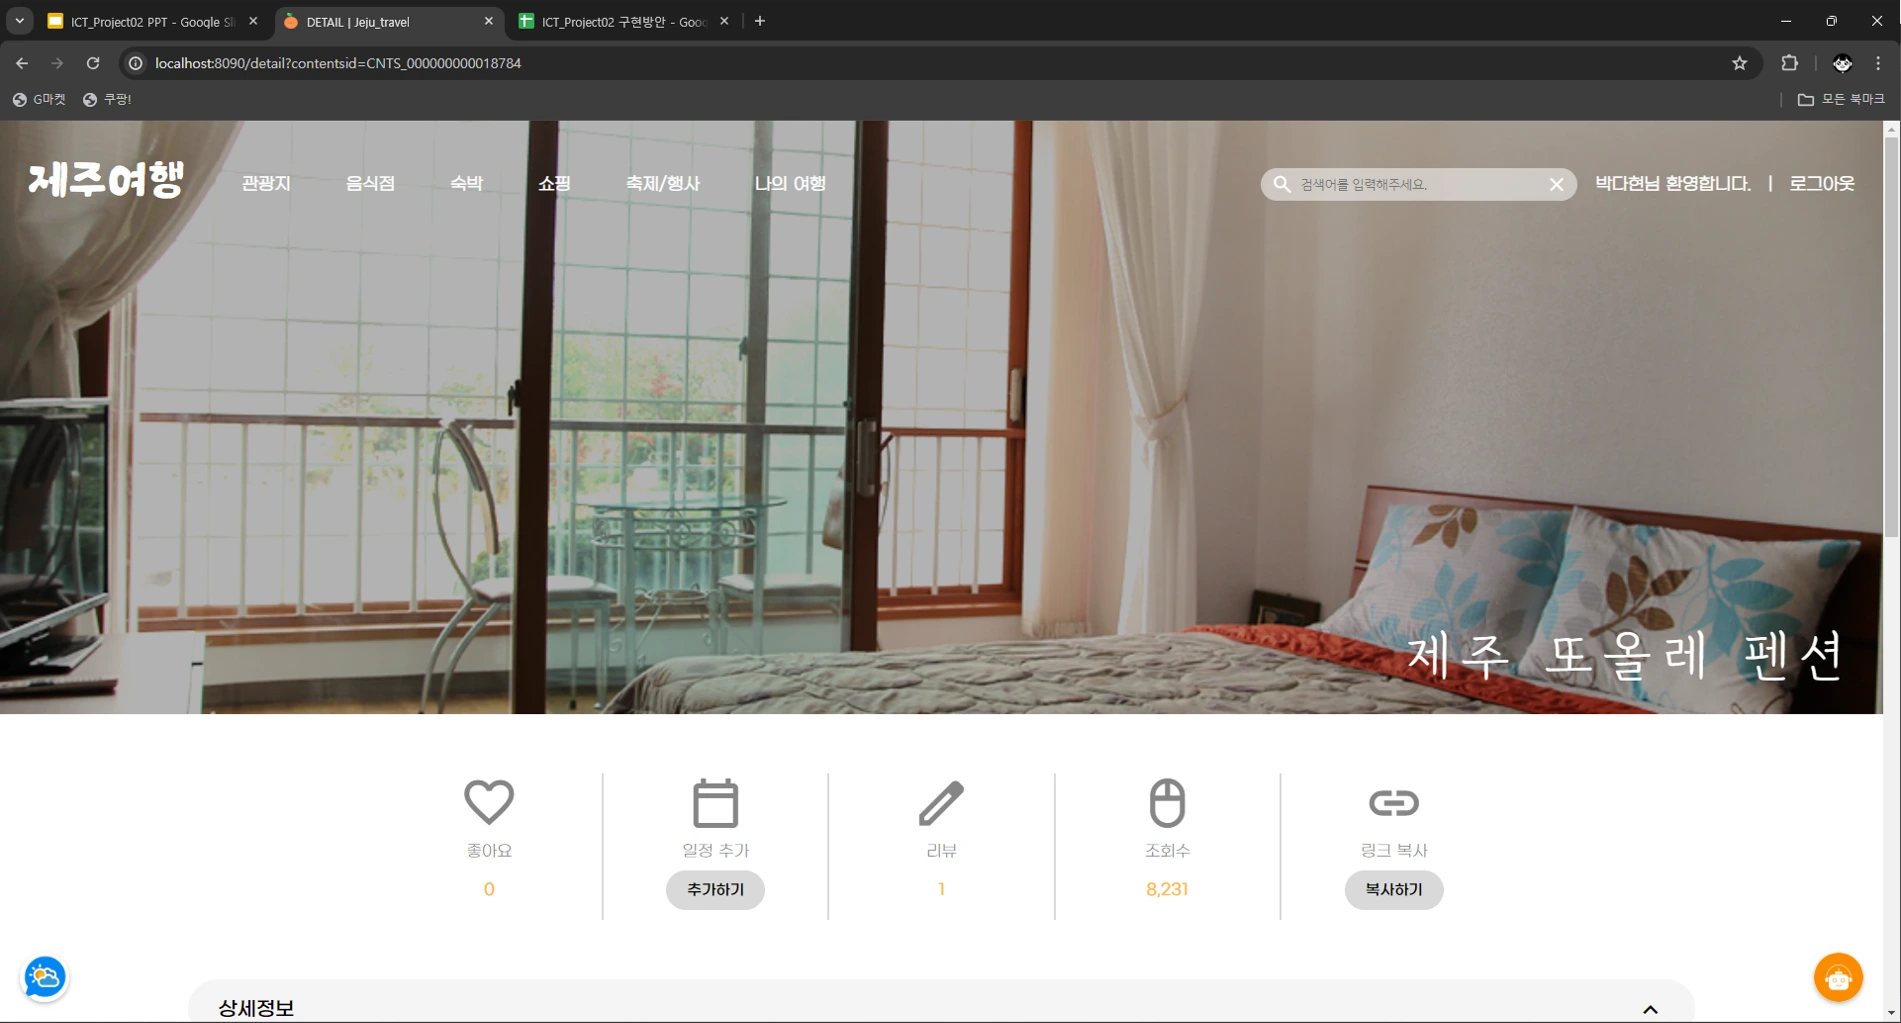 ICT_Project02 PPT - Google Sli
DETAIL | Jeju_travel
ICT_Project02 구현방안 - Goog
localhost:8090/detail?contentsid=CNTS_000000000018784
G마켓
쿠팡!
모든 북마크
제주여행
관광지
음식점
숙박
쇼핑
축제/행사
나의 여행
검색어를 입력해주세요.
박다현님 환영합니다. | 로그아웃
제주 또올레 펜션
좋아요
0
일정 추가
추가하기
리뷰
1
조회수
8,231
링크 복사
복사하기
상세정보